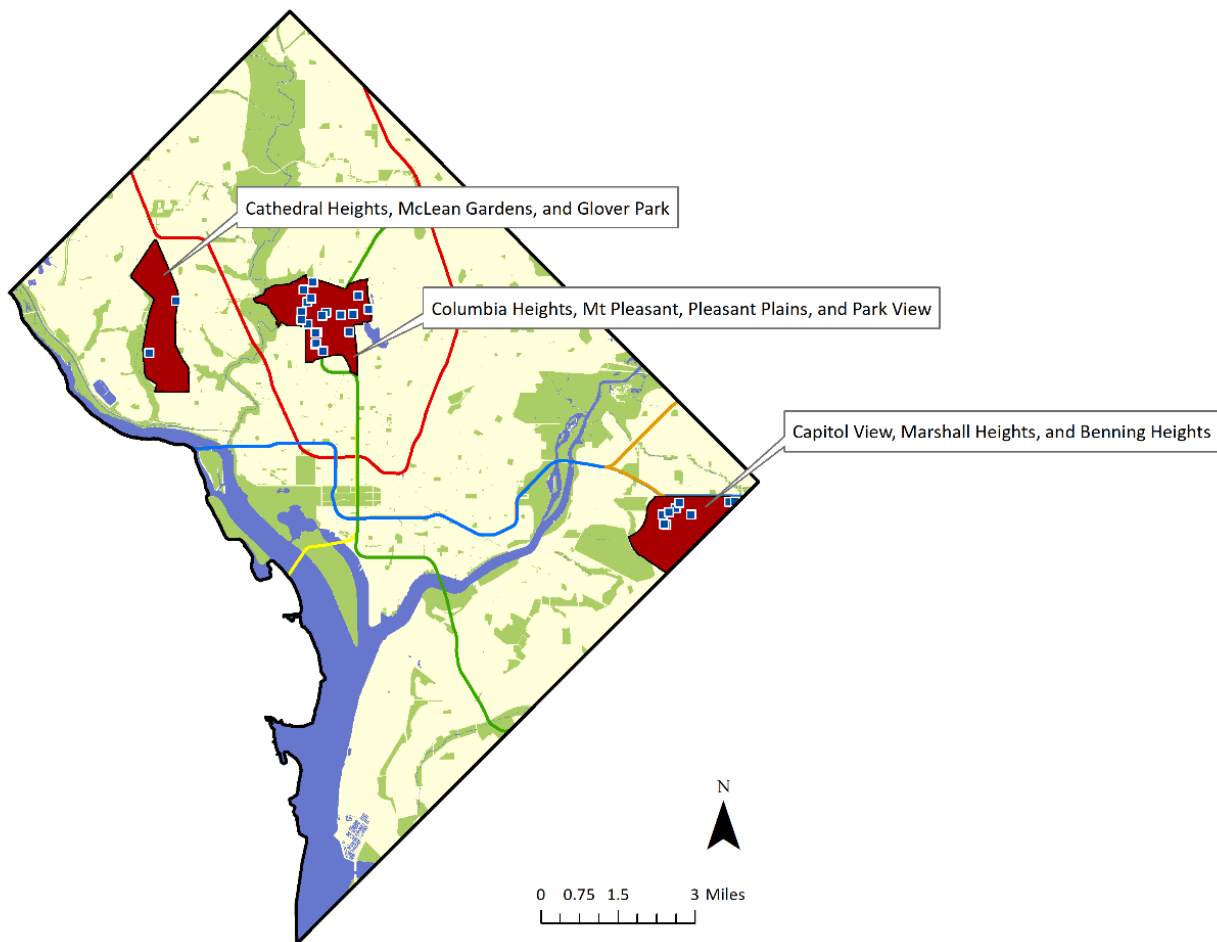 Cathedral Heights, McLean Gardens, and Glover Park
Columbia Heights, Mt Pleasant, Pleasant Plains, and Park View
Capitol View, Marshall Heights, and Benning Heights
N
0 0.75 1.5 3 Miles